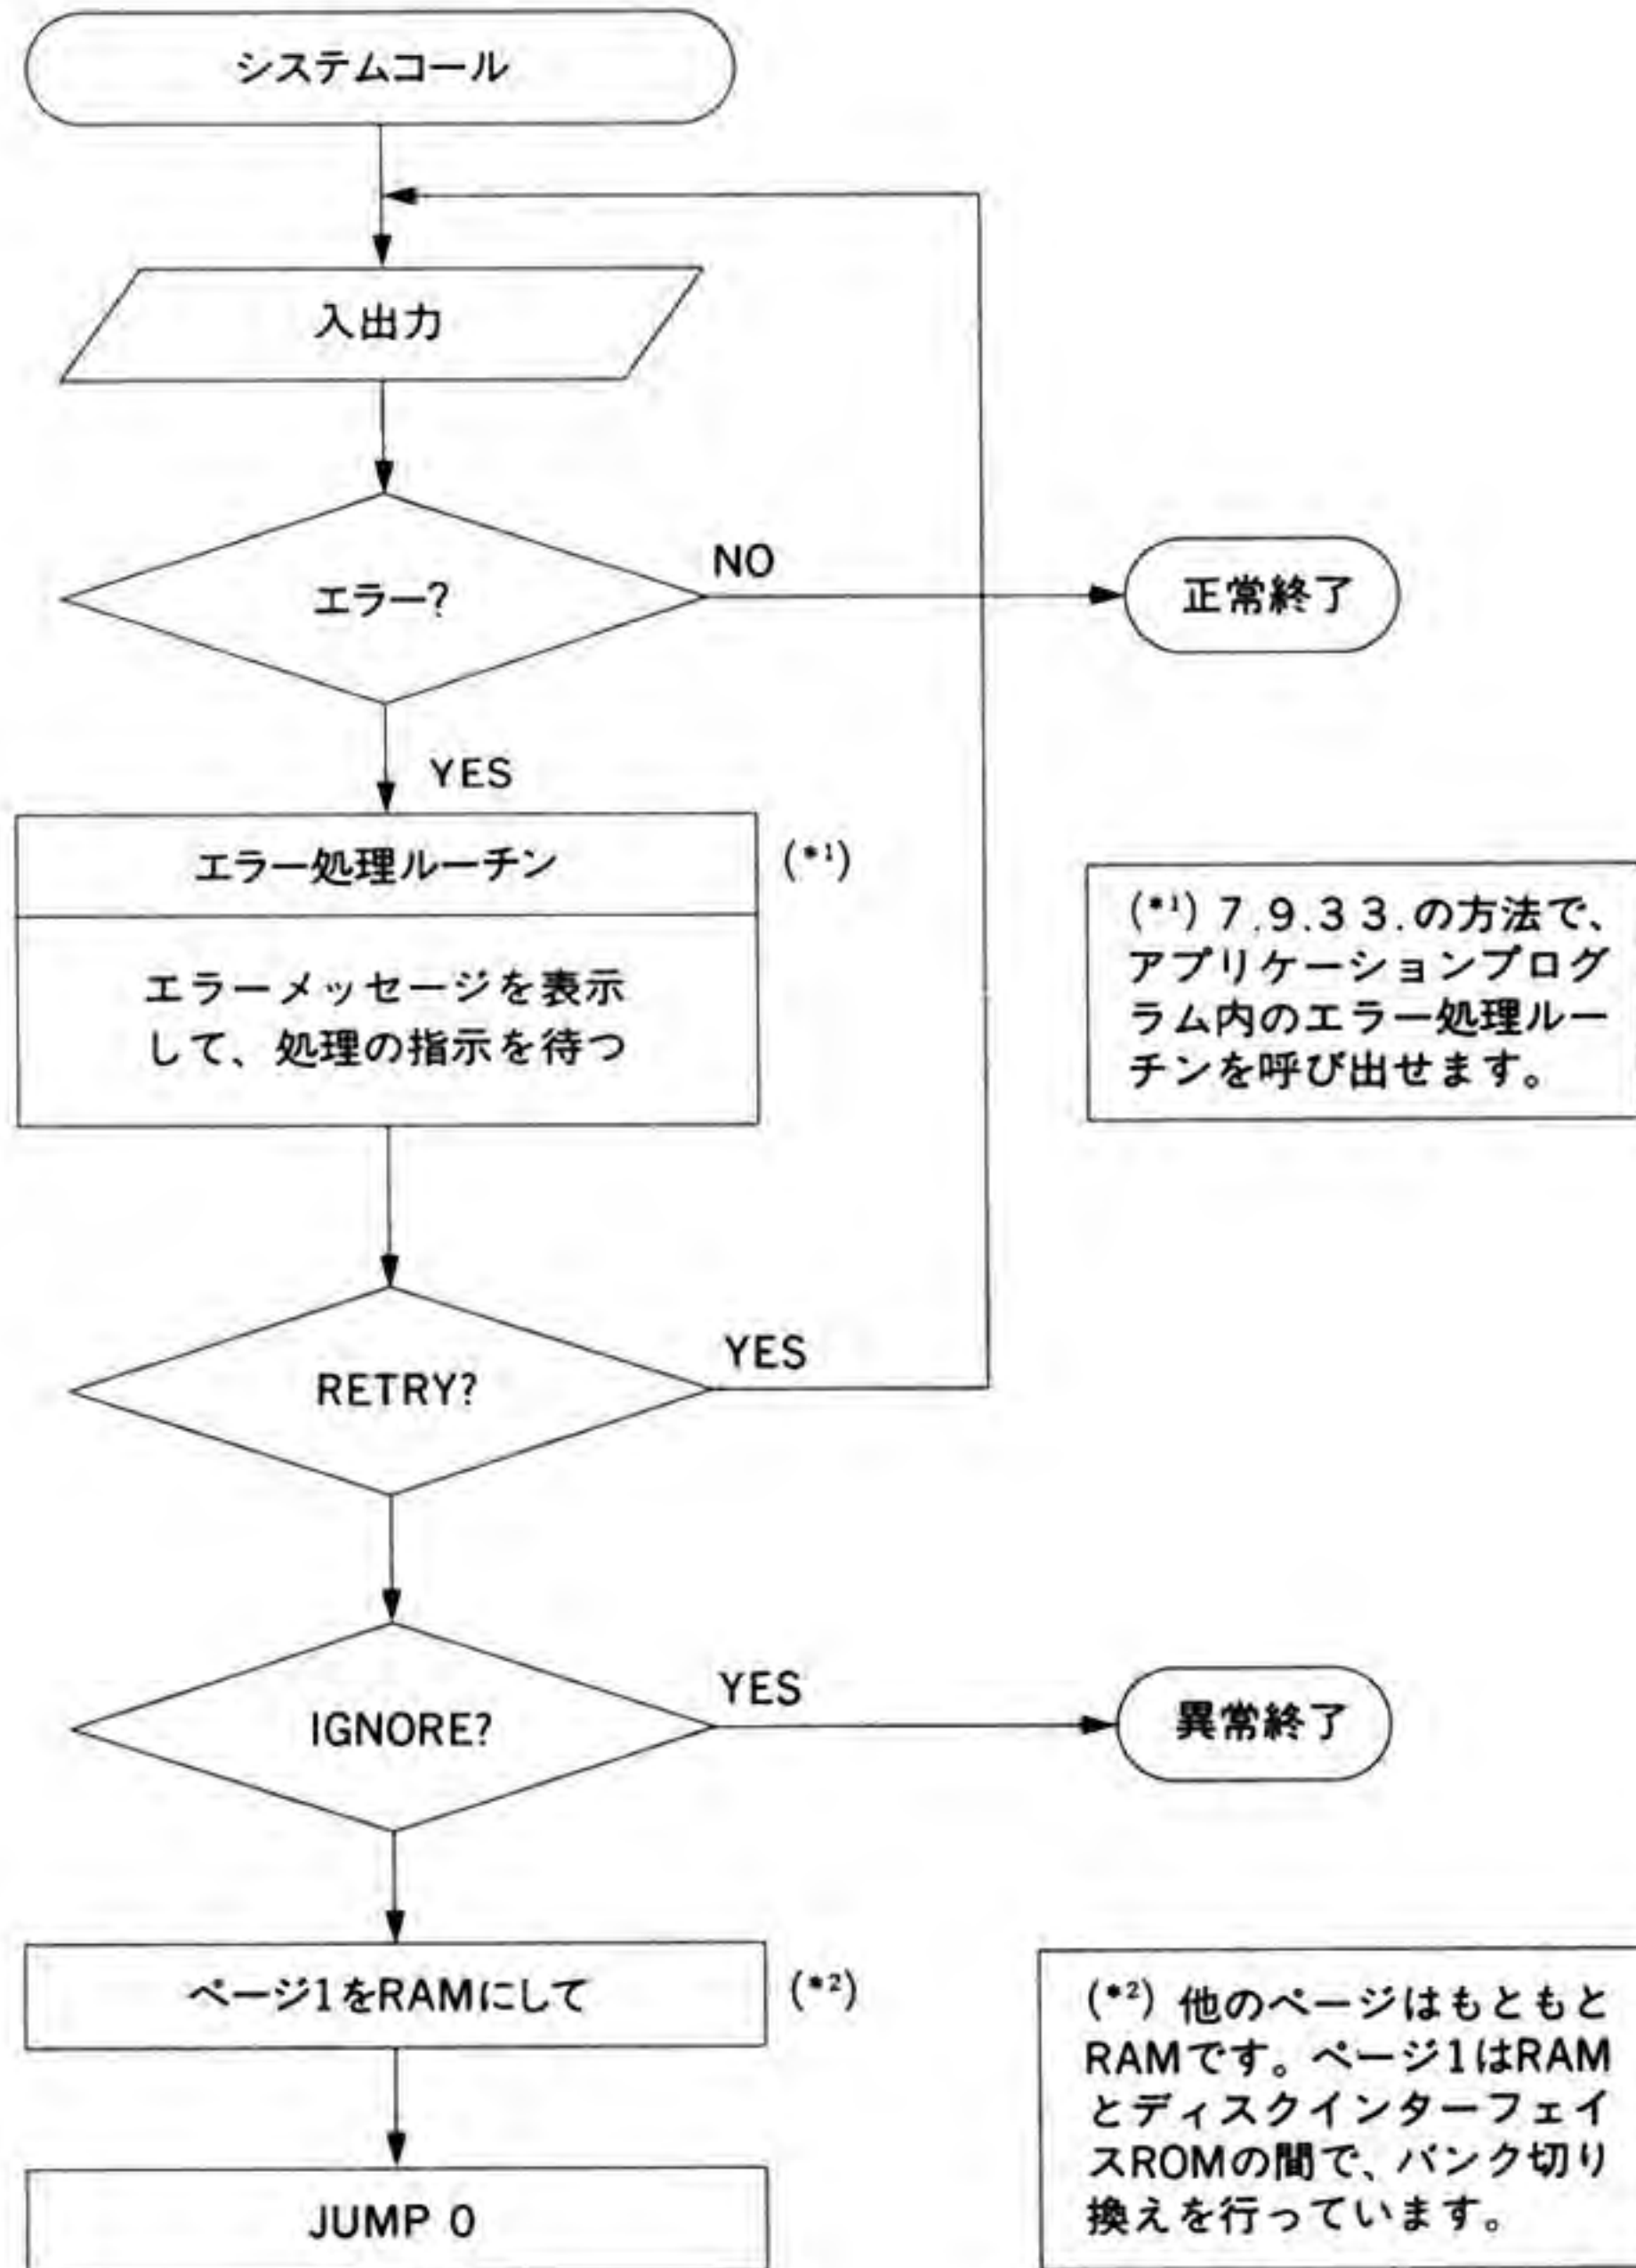 システムコール
入出力
エラー?
NO
正常終了
YES
エラー処理ルーチン
(*1)
エラーメッセージを表示
して、処理の指示を待つ
(*1) 7.9.33.の方法で、
アプリケーションプログ
ラム内のエラー処理ルー
チンを呼び出せます。
RETRY?
YES
IGNORE?
YES
異常終了
ページ1をRAMにして
(*2)
JUMP 0
(*2) 他のページはもともと
RAMです。ページ1はRAM
とディスクインターフェイ
スROMの間で、バンク切り
換えを行っています。